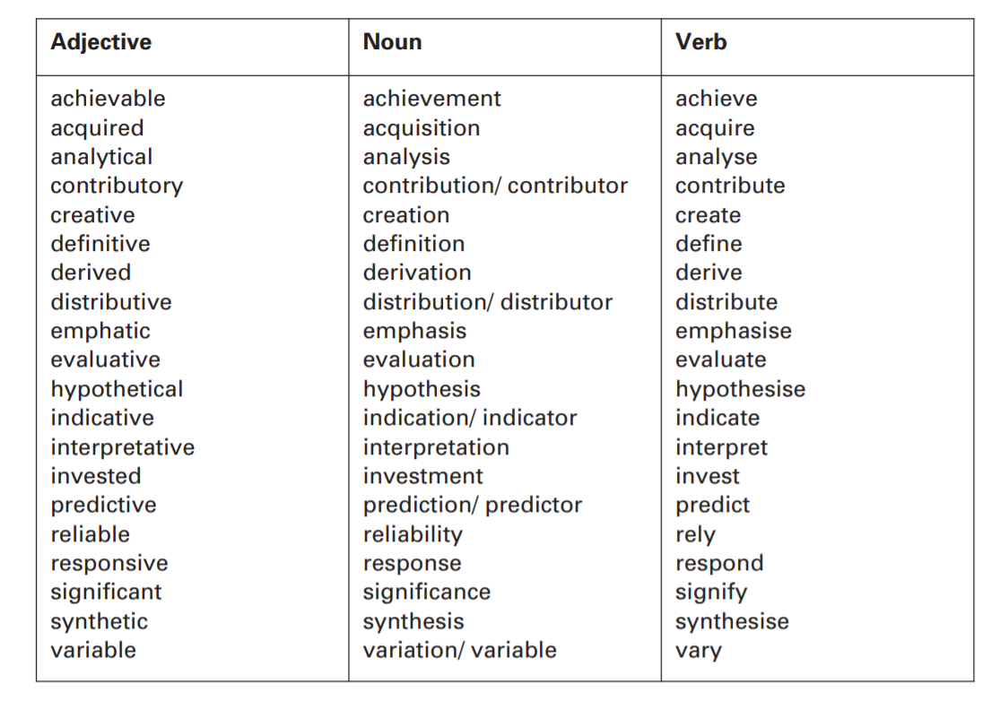 Adjective Noun Verb
achievable achievement achieve
acquired acquisition acquire
analytical analysis analyse
contributory contribution/ contributor contribute
creative creation create
definitive definition define
derived derivation derive
distributive distribution/ distributor distribute
emphatic emphasis emphasise
evaluative evaluation evaluate
hypothetical hypothesis hypothesise
indicative indication/ indicator indicate
interpretative interpretation interpret
invested investment invest
predictive prediction/ predictor predict
reliable reliability rely
responsive response respond
significant significance signify
synthetic synthesis synthesise
variable variation/ variable vary